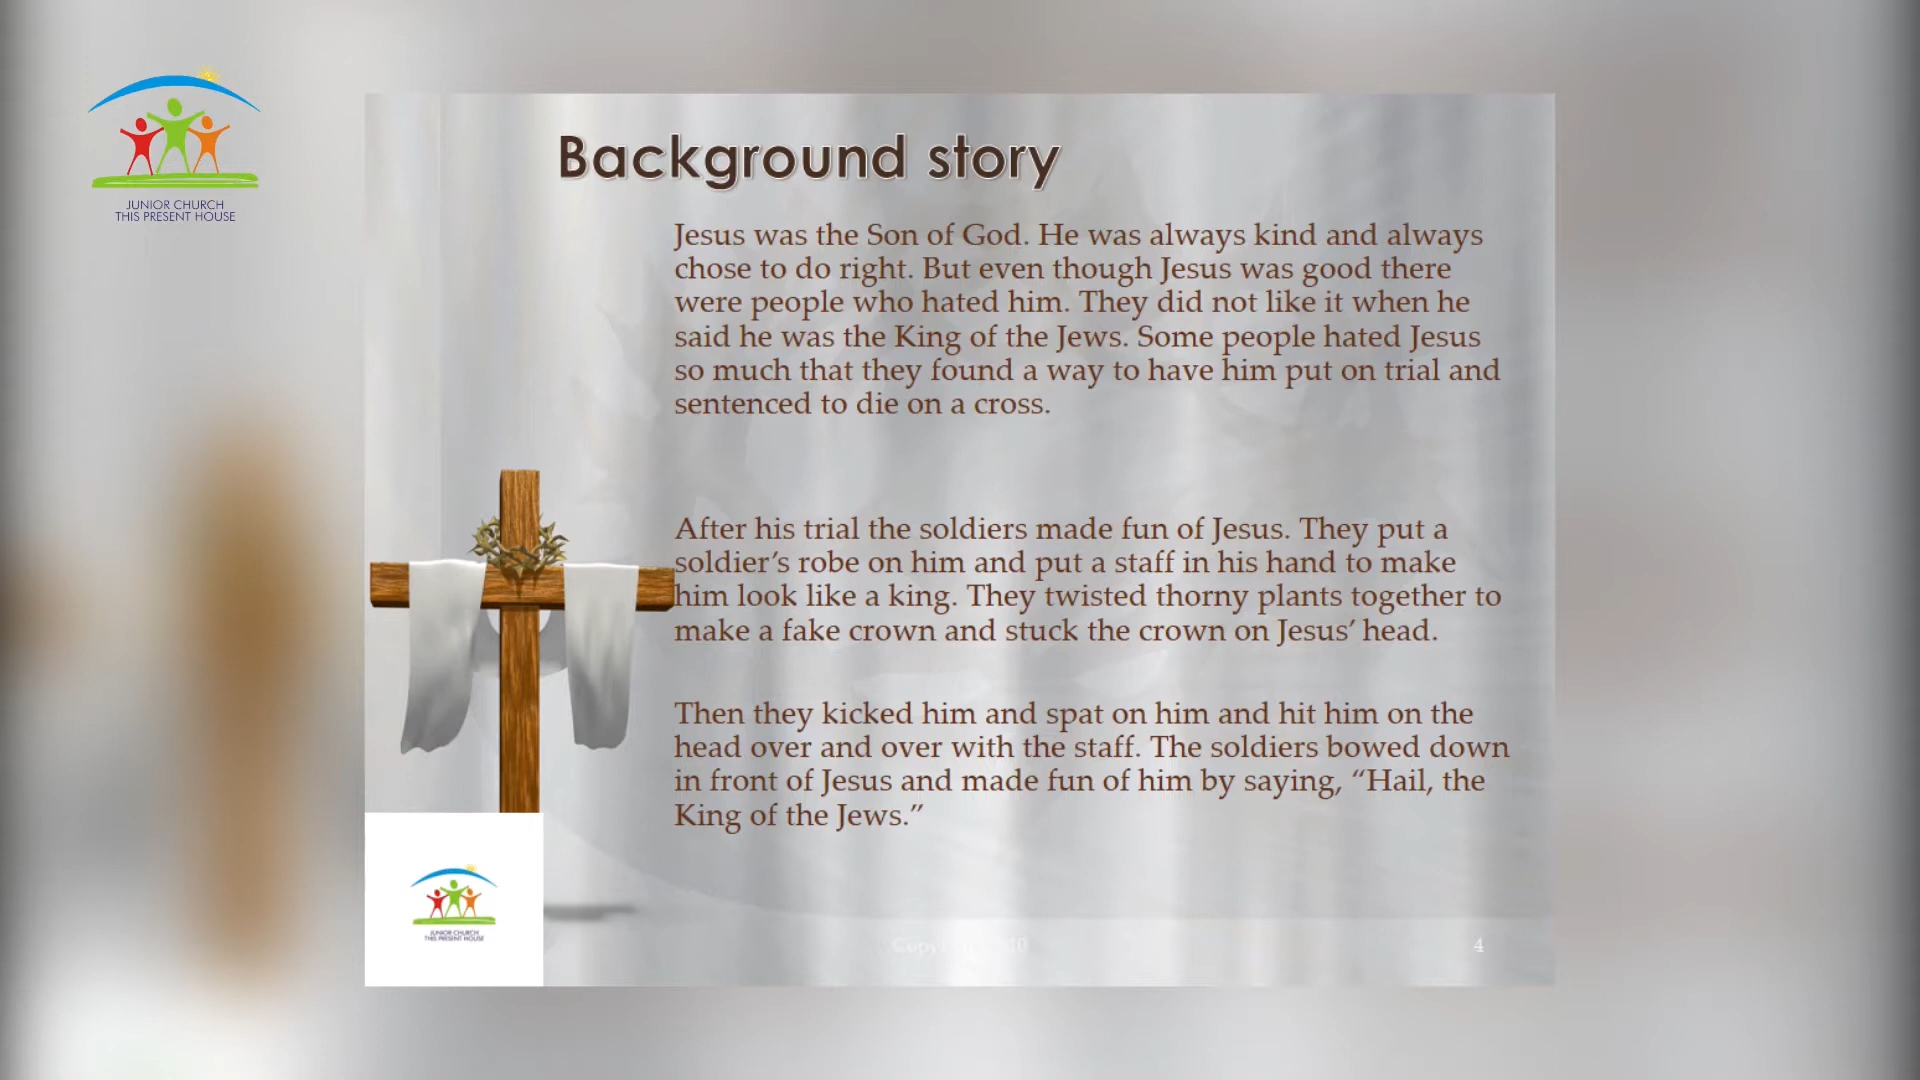 JUNIOR CHURCH
THIS PRESENT HOUSE
Background story
Jesus was the Son of God. He was always kind and always
chose to do right. But even though Jesus was good there
were people who hated him. They did not like it when he
said he was the King of the Jews. Some people hated Jesus
so much that they found a way to have him put on trial and
sentenced to die on a cross.
After his trial the soldiers made fun of Jesus. They put a
soldier’s robe on him and put a staff in his hand to make
him look like a king. They twisted thorny plants together to
make a fake crown and stuck the crown on Jesus’ head.
Then they kicked him and spat on him and hit him on the
head over and over with the staff. The soldiers bowed down
in front of Jesus and made fun of him by saying, “Hail, the
King of the Jews.”
JUNIOR CHURCH
THIS PRESENT HOUSE
4